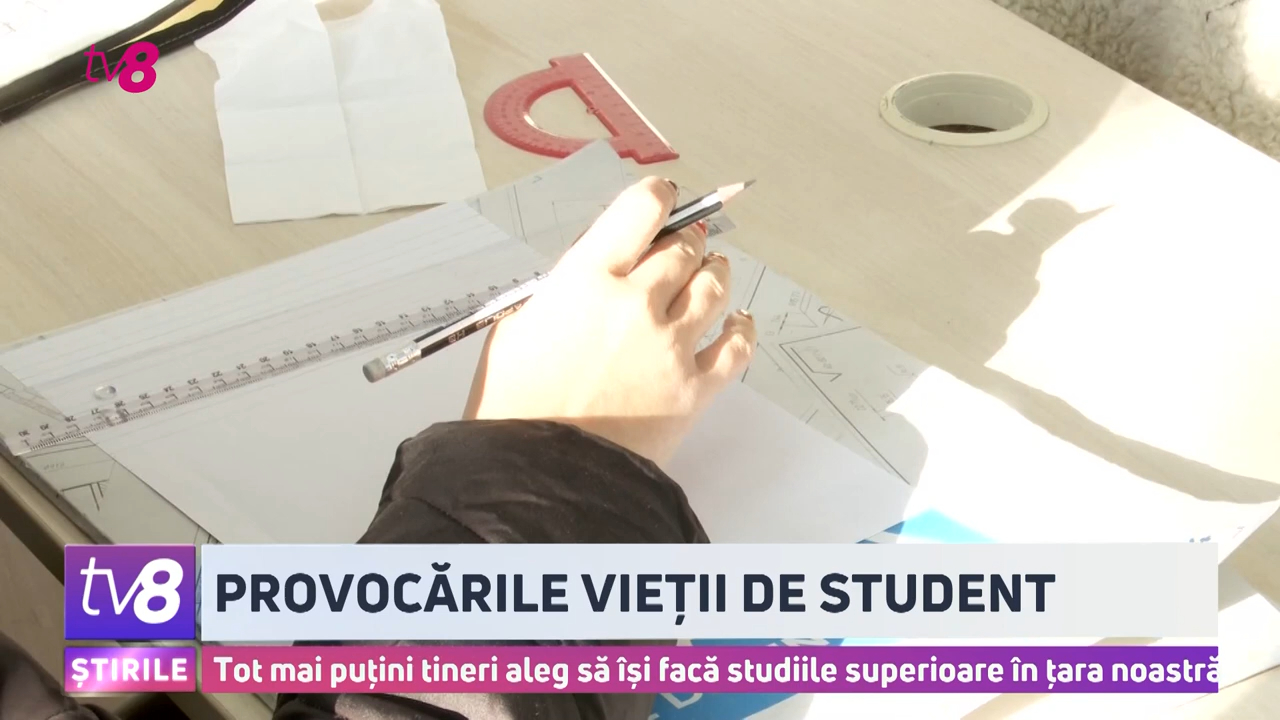 tv8
tv8
PROVOCĂRILE VIEȚII DE STUDENT
ȘTIRILE
Tot mai puțini tineri aleg să își facă studiile superioare în țara noastră